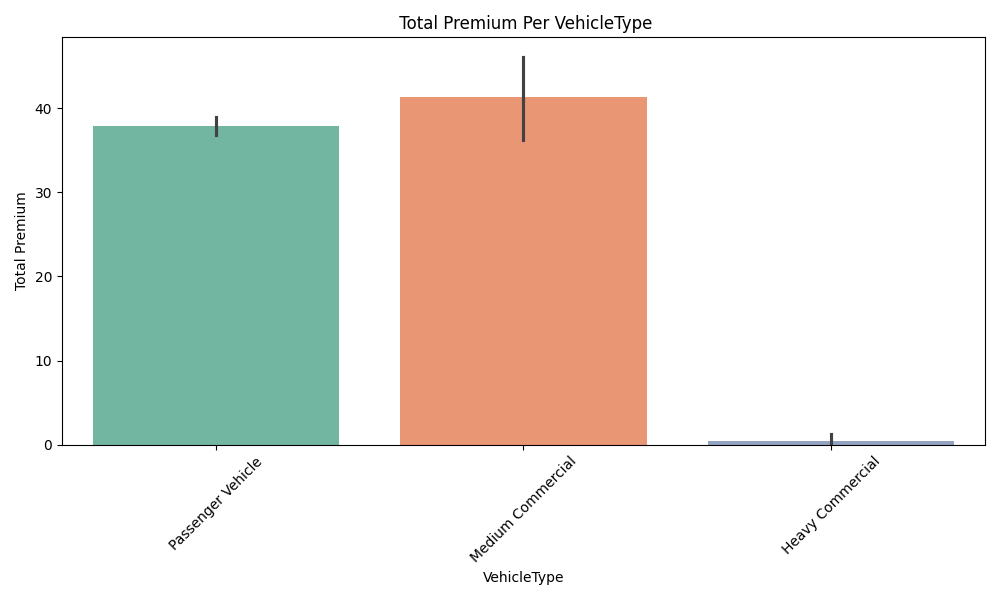 Total Premium Per VehicleType
Total Premium
40
30
20
10
0
Passenger Vehicle
Medium Commercial
Heavy Commercial
VehicleType